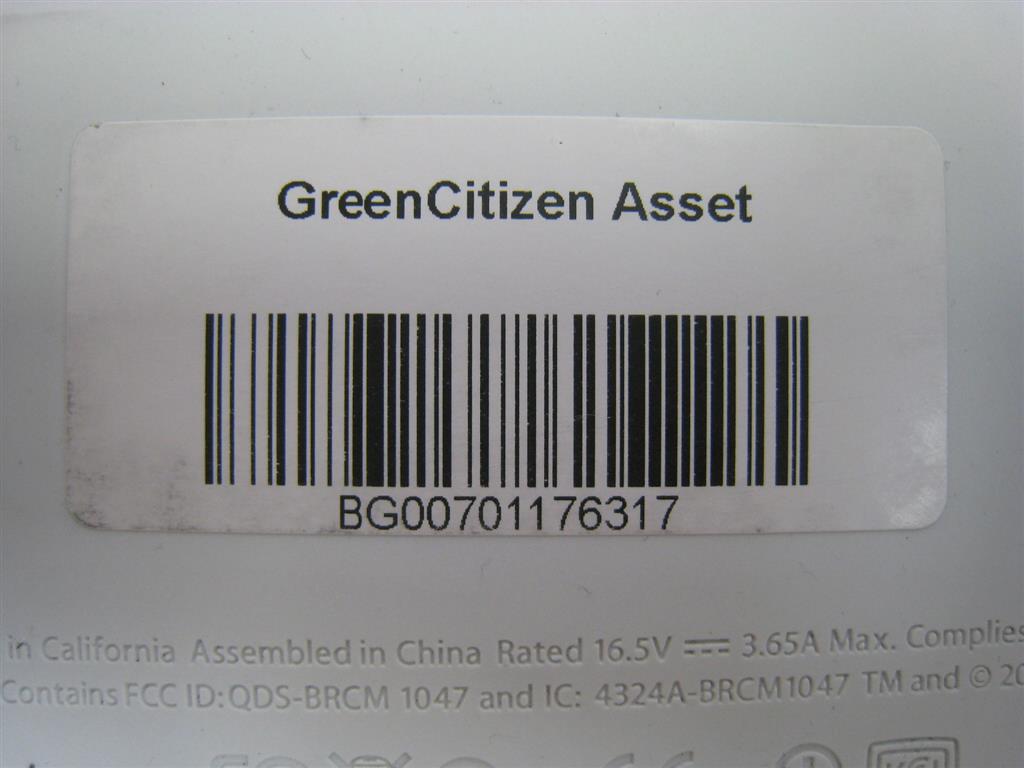 GreenCitizen Asset
BG00701176317
in California Assembled in China Rated 16.5V ⎓ 3.65A Max. Complies
Contains FCC ID:QDS-BRCM 1047 and IC: 4324A-BRCM1047 TM and © 20